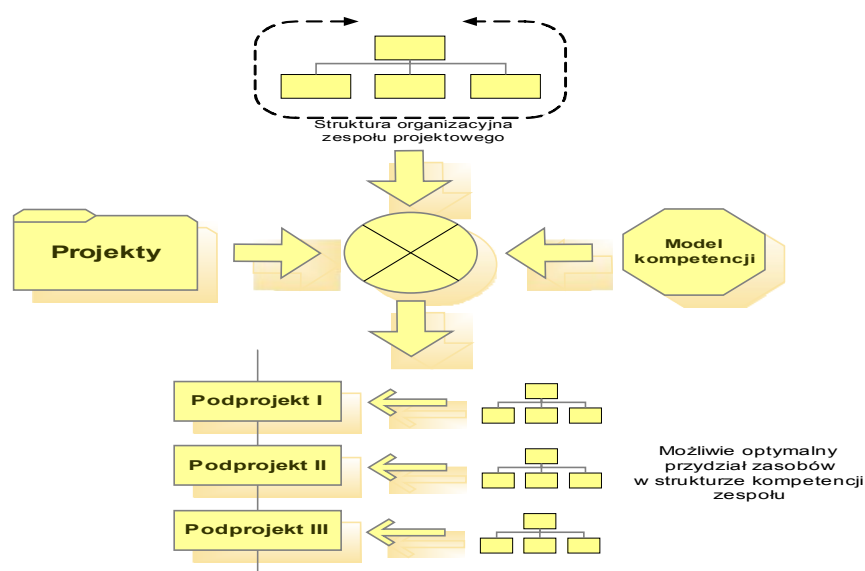 Struktura organizacyjna
zespołu projektowego
Projekty
Model
kompetencji
Podprojekt I
Podprojekt II
Podprojekt III
Możliwie optymalny
przydział zasobów
w strukturze kompetencji
zespołu